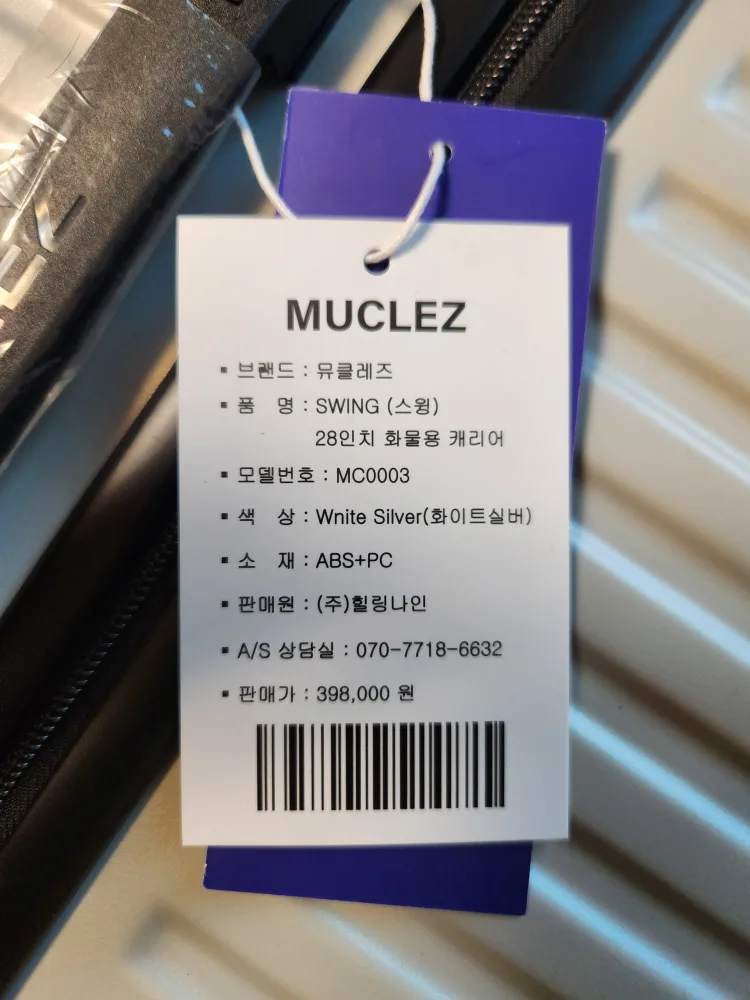 MUCLEZ
▪ 브랜드 : 뮤클레즈
▪ 품 명 : SWING (스윙)
28인치 화물용 캐리어
▪ 모델번호 : MC0003
▪ 색 상 : Wnite Silver(화이트실버)
▪ 소 재 : ABS+PC
▪ 판매원 : (주)힐링나인
▪ A/S 상담실 : 070-7718-6632
▪ 판매가 : 398,000 원